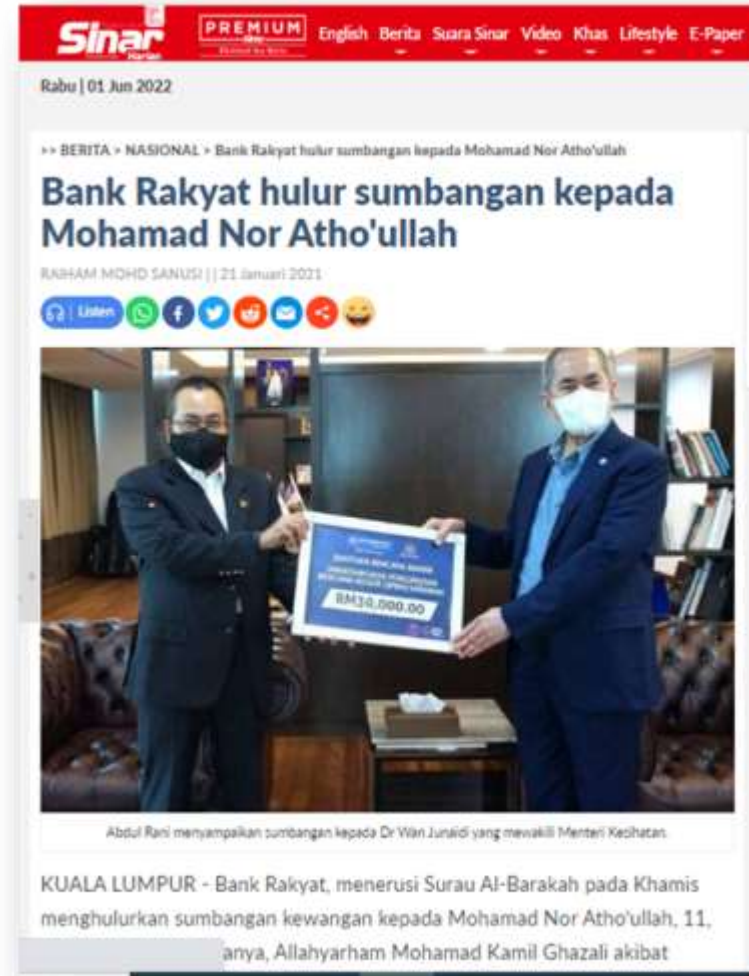 Sinar Harian
PREMIUM
English Berita Suara Sinar Video Khas Lifestyle E-Paper
Rabu | 01 Jun 2022
>> BERITA > NASIONAL > Bank Rakyat hulur sumbangan kepada Mohamad Nor Atho'ullah
Bank Rakyat hulur sumbangan kepada
Mohamad Nor Atho'ullah
RAIHAM MOHD SANUSI || 21 Januari 2021
Listen
RM30,000.00
Abdul Rani menyampaikan sumbangan kepada Dr Wan Junaidi yang mewakili Menteri Kesihatan.
KUALA LUMPUR - Bank Rakyat, menerusi Surau Al-Barakah pada Khamis
menghulurkan sumbangan kewangan kepada Mohamad Nor Atho'ullah, 11,
anya, Allahyarham Mohamad Kamil Ghazali akibat